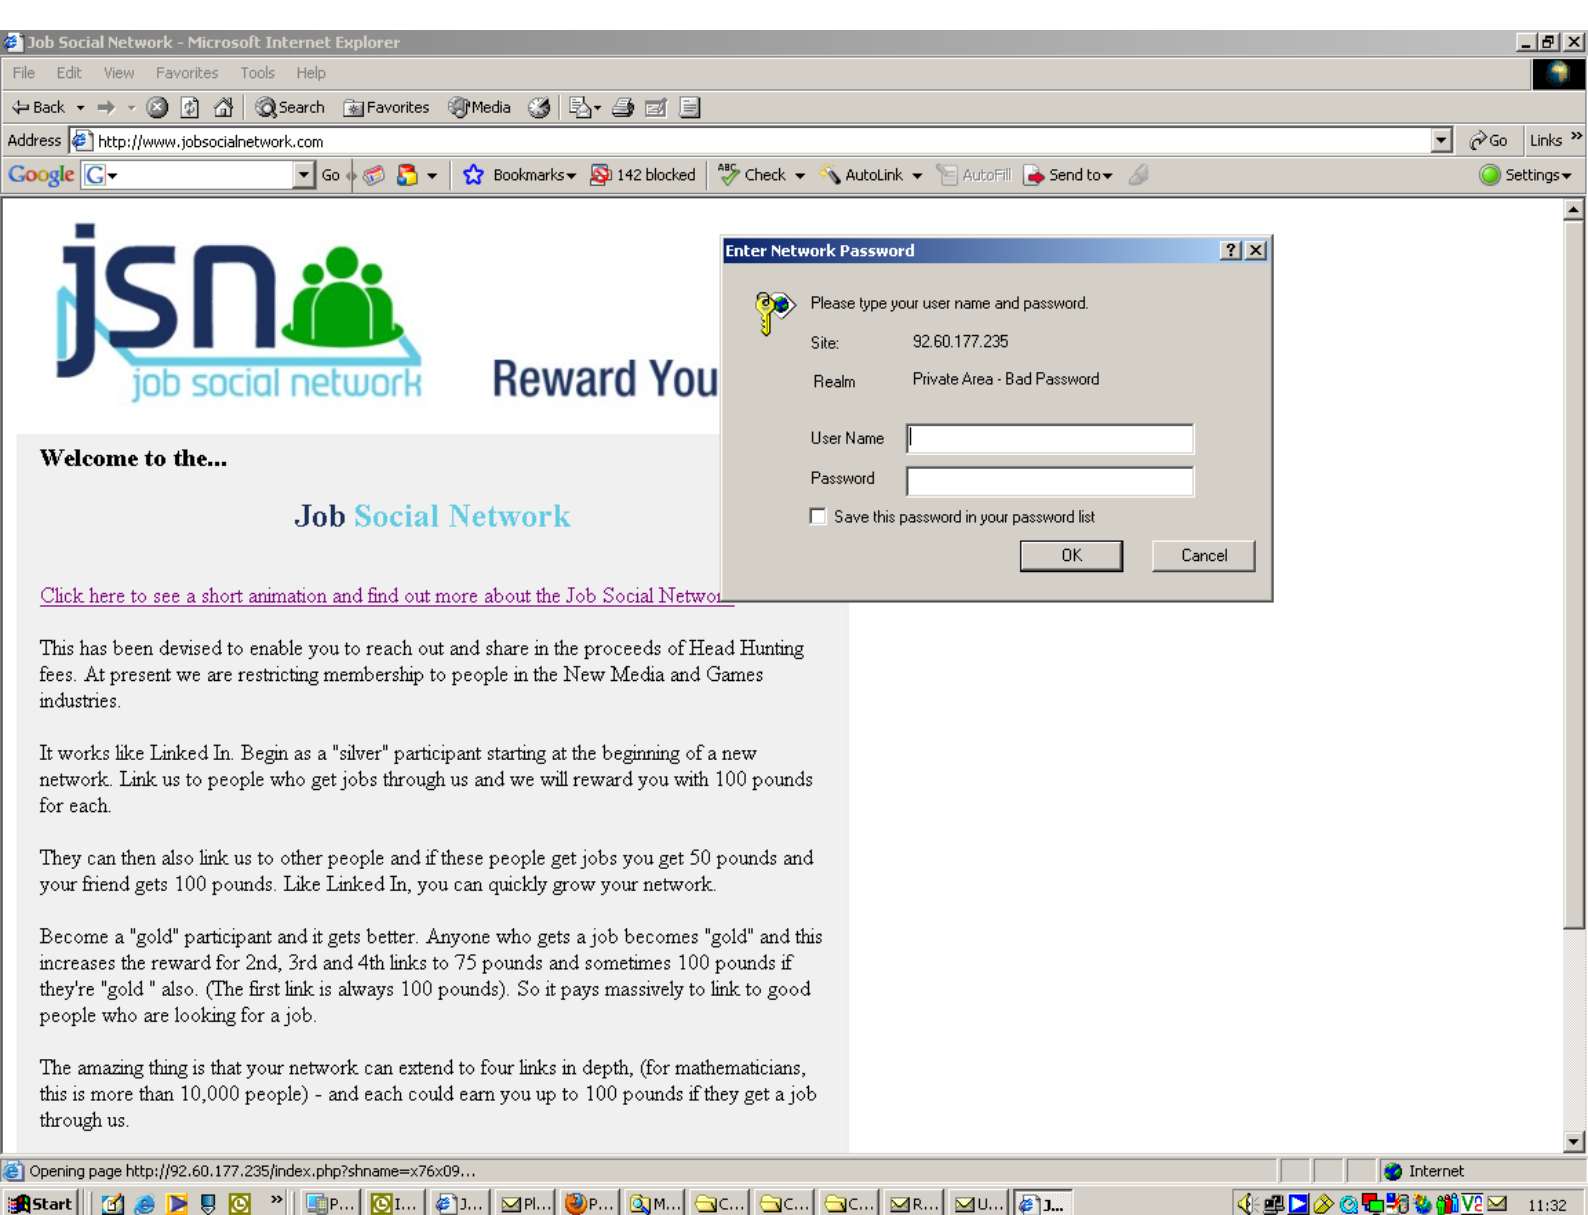 Job Social Network - Microsoft Internet Explorer
File Edit View Favorites Tools Help
Back Search Favorites Media
Address http://www.jobsocialnetwork.com Go Links »
Google G Go Bookmarks 142 blocked ABC Check AutoLink AutoFill Send to Settings
jsn
job social network
Reward You
Enter Network Password
Please type your user name and password.
Site: 92.60.177.235
Realm Private Area - Bad Password
User Name
Password
Save this password in your password list
OK Cancel
Welcome to the...
Job Social Network
Click here to see a short animation and find out more about the Job Social Networ
This has been devised to enable you to reach out and share in the proceeds of Head Hunting
fees. At present we are restricting membership to people in the New Media and Games
industries.
It works like Linked In. Begin as a "silver" participant starting at the beginning of a new
network. Link us to people who get jobs through us and we will reward you with 100 pounds
for each.
They can then also link us to other people and if these people get jobs you get 50 pounds and
your friend gets 100 pounds. Like Linked In, you can quickly grow your network.
Become a "gold" participant and it gets better. Anyone who gets a job becomes "gold" and this
increases the reward for 2nd, 3rd and 4th links to 75 pounds and sometimes 100 pounds if
they're "gold " also. (The first link is always 100 pounds). So it pays massively to link to good
people who are looking for a job.
The amazing thing is that your network can extend to four links in depth, (for mathematicians,
this is more than 10,000 people) - and each could earn you up to 100 pounds if they get a job
through us.
Opening page http://92.60.177.235/index.php?shname=x76x09... Internet
Start » P... I... J... Pl... P... M... C... C... C... R... U... J... 11:32